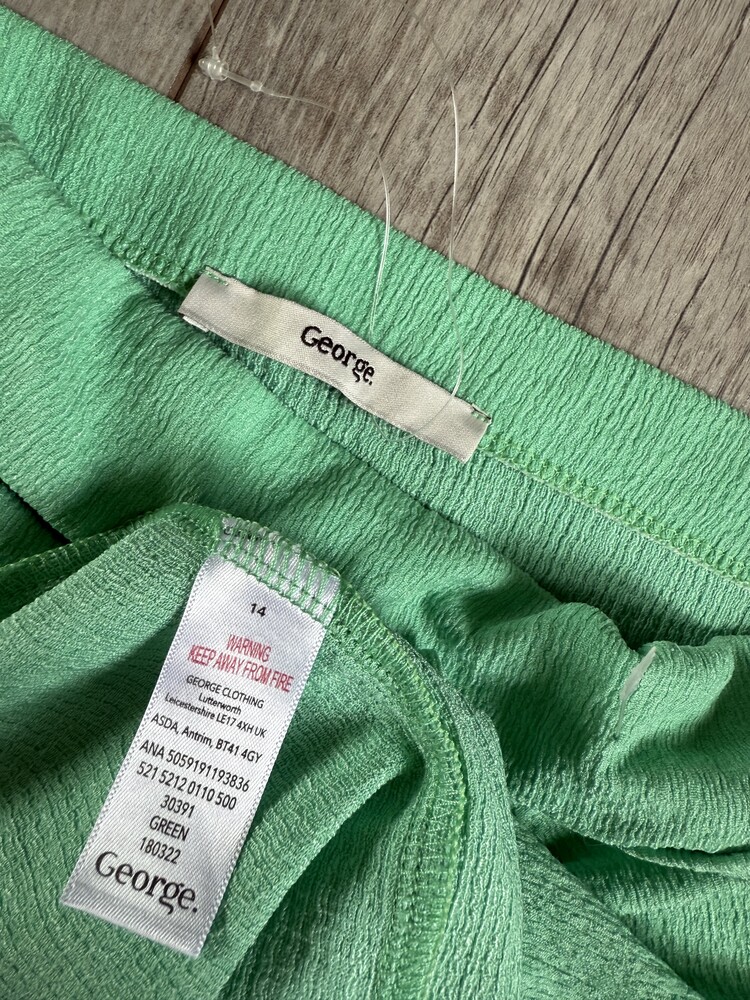 George.
14
WARNING
KEEP AWAY FROM FIRE
GEORGE CLOTHING
Lutterworth
Leicestershire LE17 4XH UK
ASDA, Antrim, BT41 4GY
ANA 5059191193836
521 5212 0110 500
30391
GREEN
180322
George.